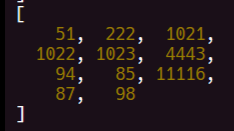 [
51, 222, 1021,
1022, 1023, 4443,
94, 85, 11116,
87, 98
]